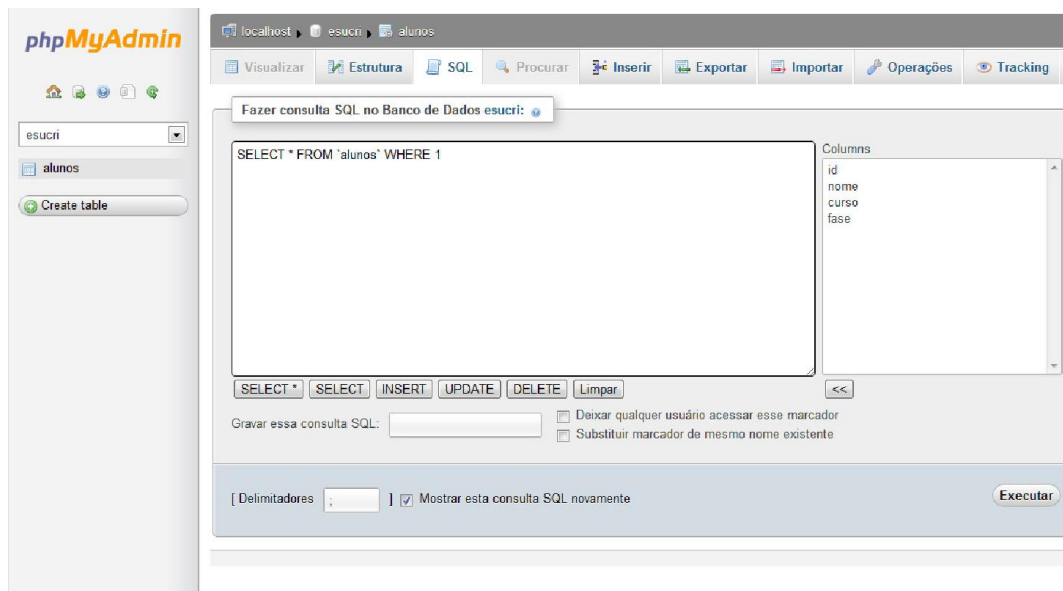 phpMyAdmin
esucri
alunos
Create table
localhost esucri alunos
Visualizar Estrutura SQL Procurar Inserir Exportar Importar Operações Tracking
Fazer consulta SQL no Banco de Dados esucri:
SELECT * FROM `alunos` WHERE 1
Columns
id
nome
curso
fase
SELECT * SELECT INSERT UPDATE DELETE Limpar <<
Gravar essa consulta SQL:
Deixar qualquer usuário acessar esse marcador
Substituir marcador de mesmo nome existente
[ Delimitadores ; ] Mostrar esta consulta SQL novamente
Executar